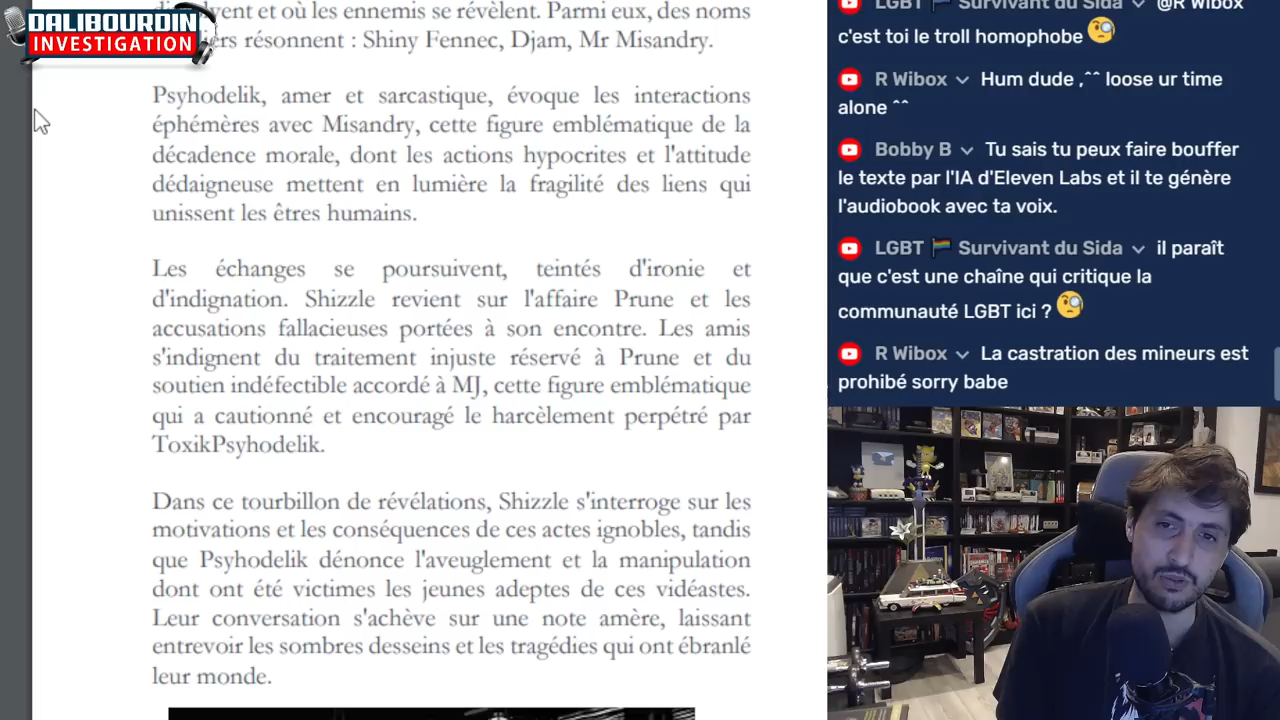 DALIBOURDIN
INVESTIGATION
et où les ennemis se révèlent. Parmi eux, des noms
résonnent : Shiny Fennec, Djam, Mr Misandry.
Psyhodelik, amer et sarcastique, évoque les interactions
éphémères avec Misandry, cette figure emblématique de la
décadence morale, dont les actions hypocrites et l'attitude
dédaigneuse mettent en lumière la fragilité des liens qui
unissent les êtres humains.
Les échanges se poursuivent, teintés d'ironie et
d'indignation. Shizzle revient sur l'affaire Prune et les
accusations fallacieuses portées à son encontre. Les amis
s'indignent du traitement injuste réservé à Prune et du
soutien indéfectible accordé à MJ, cette figure emblématique
qui a cautionné et encouragé le harcèlement perpétré par
ToxikPsyhodelik.
Dans ce tourbillon de révélations, Shizzle s'interroge sur les
motivations et les conséquences de ces actes ignobles, tandis
que Psyhodelik dénonce l'aveuglement et la manipulation
dont ont été victimes les jeunes adeptes de ces vidéastes.
Leur conversation s'achève sur une note amère, laissant
entrevoir les sombres desseins et les tragédies qui ont ébranlé
leur monde.
LGBT Survivant du Sida @R Wibox
c'est toi le troll homophobe
R Wibox Hum dude ,^^ loose ur time
alone ^^
Bobby B Tu sais tu peux faire bouffer
le texte par l'IA d'Eleven Labs et il te génère
l'audiobook avec ta voix.
LGBT Survivant du Sida il paraît
que c'est une chaîne qui critique la
communauté LGBT ici ?
R Wibox La castration des mineurs est
prohibé sorry babe